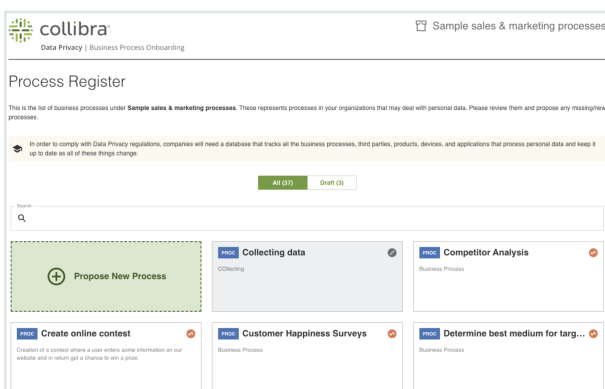 collibra
Sample sales & marketing processes
Data Privacy | Business Process Onboarding
Process Register
This is the list of business processes under Sample sales & marketing processes. These represents processes in your organizations that may deal with personal data. Please review them and propose any missing/new
processes.
In order to comply with Data Privacy regulations, companies will need a database that tracks all the business processes, third parties, products, devices, and applications that process personal data and keep it
up to date as all of these things change.
All (37) Draft (3)
Search
Propose New Process
PROC Collecting data
COllecting
PROC Competitor Analysis
Business Process
PROC Create online contest
Creation of a contest where a user enters some information on our
website and in return get a chance to win a prize.
PROC Customer Happiness Surveys
Business Process
PROC Determine best medium for targ...
Business Process